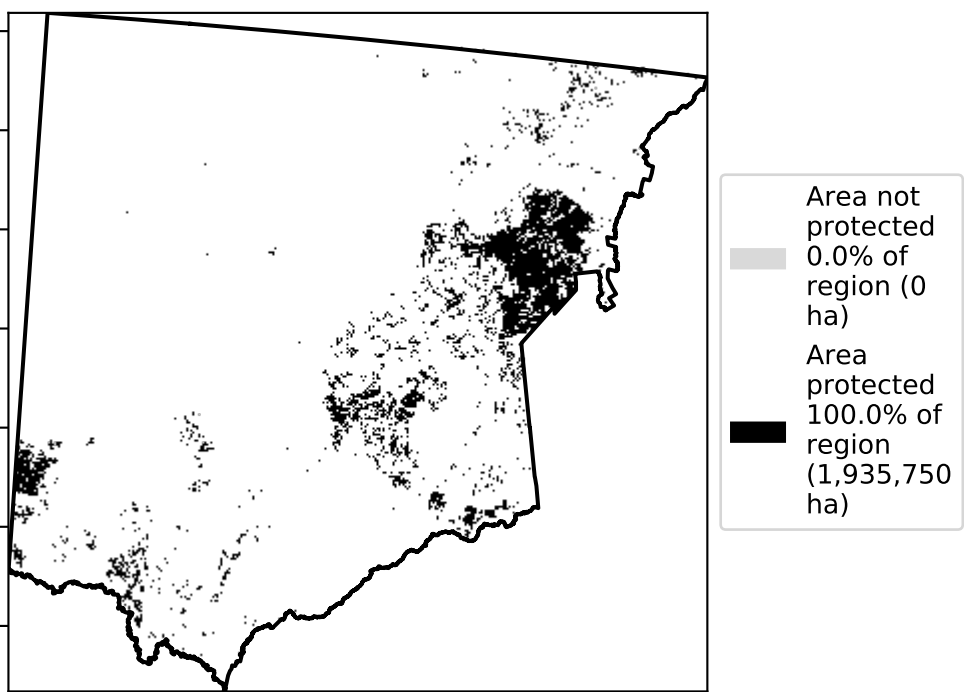 Area not
protected
0.0% of
region (0
ha)
Area
protected
100.0% of
region
(1,935,750
ha)